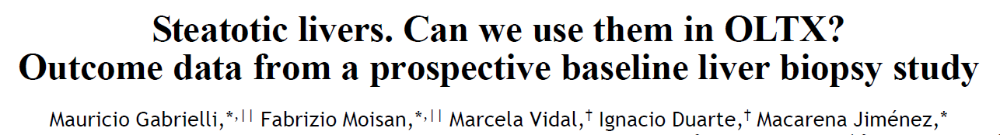 Steatotic livers. Can we use them in OLTX?
Outcome data from a prospective baseline liver biopsy study
Mauricio Gabrielli,*,|| Fabrizio Moisan,*,|| Marcela Vidal,† Ignacio Duarte,† Macarena Jiménez,*